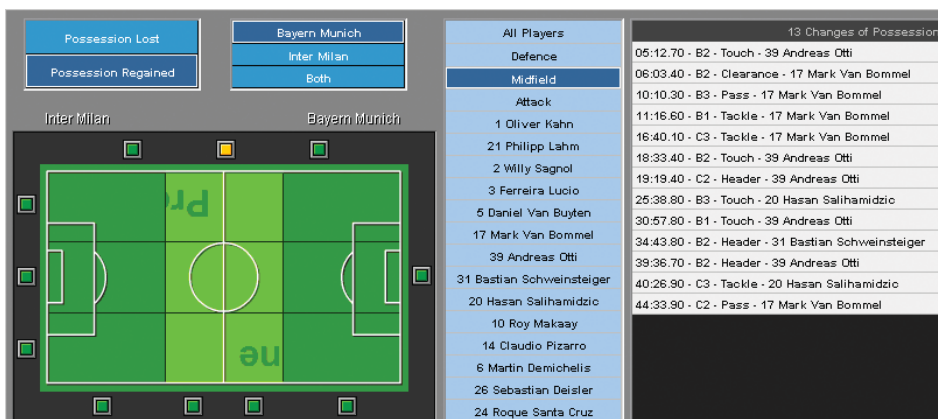 Possession Lost
Possession Regained
Bayern Munich
Inter Milan
Both
Inter Milan
Bayern Munich
Pro
ne
All Players
Defence
Midfield
Attack
1 Oliver Kahn
21 Philipp Lahm
2 Willy Sagnol
3 Ferreira Lucio
5 Daniel Van Buyten
17 Mark Van Bommel
39 Andreas Otti
31 Bastian Schweinsteiger
20 Hasan Salihamidzic
10 Roy Makaay
14 Claudio Pizarro
6 Martin Demichelis
26 Sebastian Deisler
24 Roque Santa Cruz
13 Changes of Possession
05:12.70 - B2 - Touch - 39 Andreas Otti
06:03.40 - B2 - Clearance - 17 Mark Van Bommel
10:10.30 - B3 - Pass - 17 Mark Van Bommel
11:16.60 - B1 - Tackle - 17 Mark Van Bommel
16:40.10 - C3 - Tackle - 17 Mark Van Bommel
18:33.40 - B2 - Touch - 39 Andreas Otti
19:19.40 - C2 - Header - 39 Andreas Otti
25:38.80 - B3 - Touch - 20 Hasan Salihamidzic
30:57.80 - B1 - Touch - 39 Andreas Otti
34:43.80 - B2 - Header - 31 Bastian Schweinsteiger
39:36.70 - B2 - Header - 39 Andreas Otti
40:26.90 - C3 - Tackle - 20 Hasan Salihamidzic
44:33.90 - C2 - Pass - 17 Mark Van Bommel